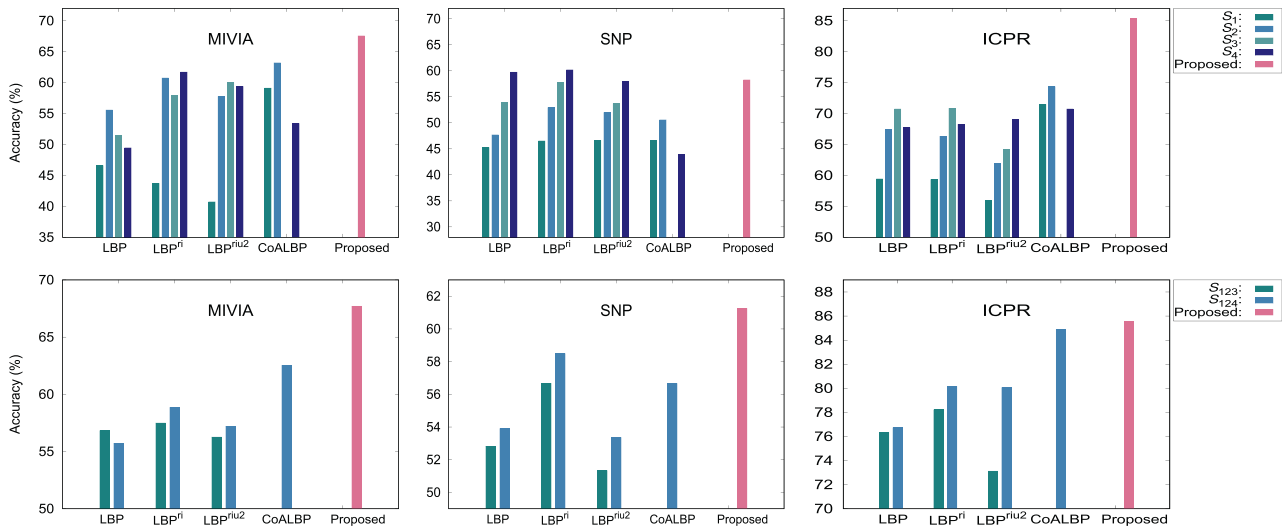 MIVIA
Accuracy (%)
70
65
60
55
50
45
40
35
LBP LBP^ri LBP^riu2 CoALBP Proposed
SNP
70
65
60
55
50
45
40
35
30
LBP LBP^ri LBP^riu2 CoALBP Proposed
ICPR
85
80
75
70
65
60
55
50
LBP LBP^ri LBP^riu2 CoALBP Proposed
S1:
S2:
S3:
S4:
Proposed:
MIVIA
Accuracy (%)
70
65
60
55
50
LBP LBP^ri LBP^riu2 CoALBP Proposed
SNP
62
60
58
56
54
52
50
LBP LBP^ri LBP^riu2 CoALBP Proposed
ICPR
88
86
84
82
80
78
76
74
72
70
LBP LBP^ri LBP^riu2 CoALBP Proposed
S123:
S124:
Proposed: